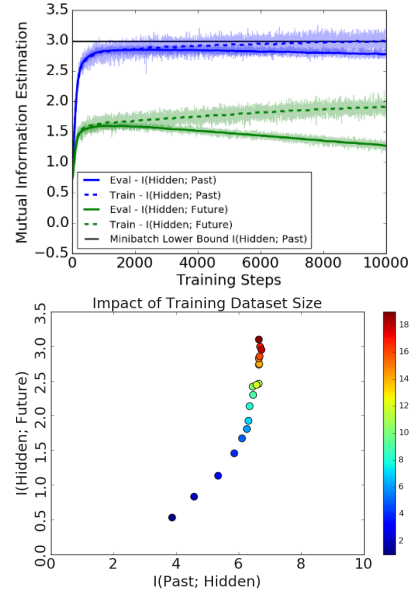 3.5
3.0
2.5
2.0
1.5
1.0
0.5
0.0
−0.5
Mutual Information Estimation
Eval - I(Hidden; Past)
Train - I(Hidden; Past)
Eval - I(Hidden; Future)
Train - I(Hidden; Future)
Minibatch Lower Bound I(Hidden; Past)
0 2000 4000 6000 8000 10000
Training Steps
Impact of Training Dataset Size
3.5
3.0
2.5
2.0
1.5
1.0
0.5
0.0
I(Hidden; Future)
0 2 4 6 8 10
I(Past; Hidden)
18
16
14
12
10
8
6
4
2